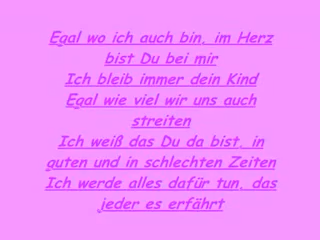 Egal wo ich auch bin, im Herz
bist Du bei mir
Ich bleib immer dein Kind
Egal wie viel wir uns auch
streiten
Ich weiß das Du da bist, in
guten und in schlechten Zeiten
Ich werde alles dafür tun, das
jeder es erfährt